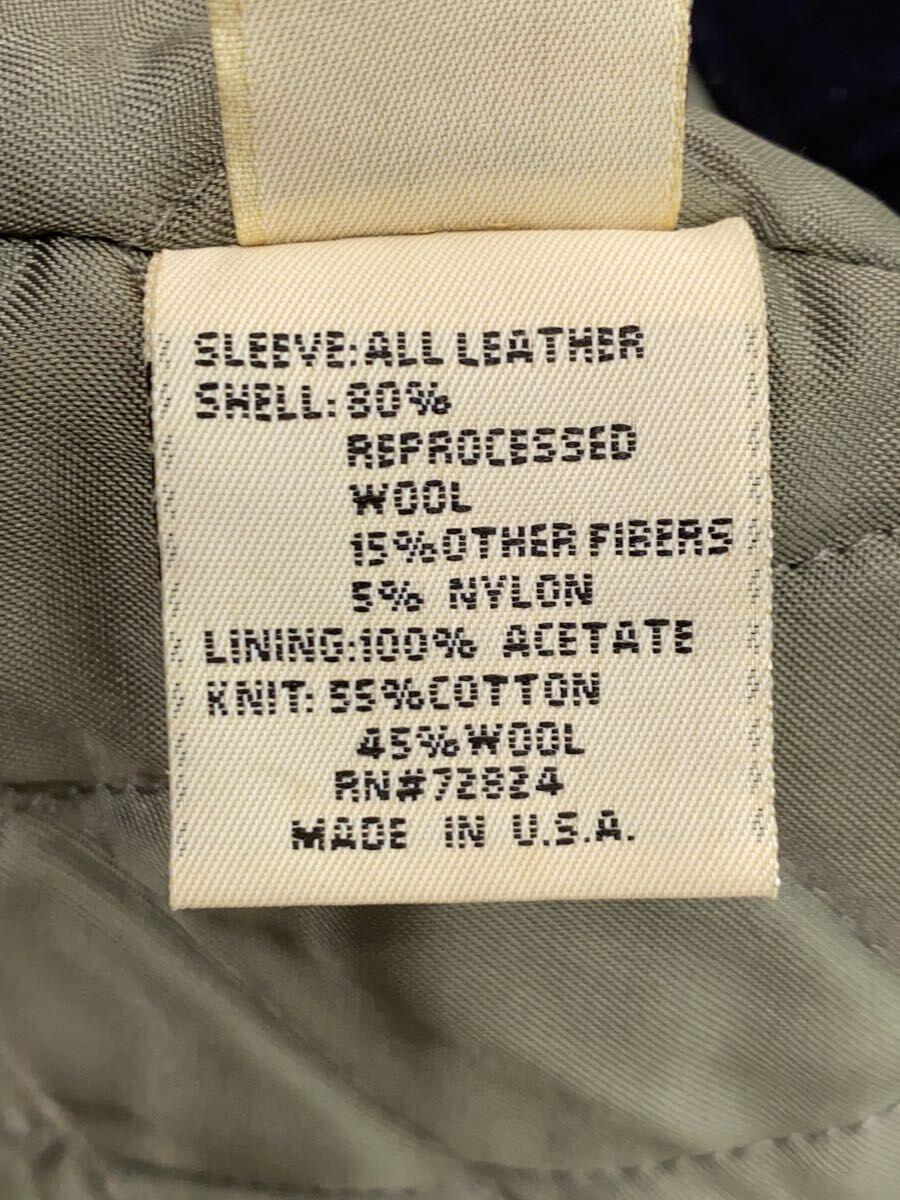 SLEEVE:ALL LEATHER
SHELL:80%
REPROCESSED
WOOL
15%OTHER FIBERS
5% NYLON
LINING:100% ACETATE
KNIT: 55%COTTON
45%WOOL
RN#72824
MADE IN U.S.A.